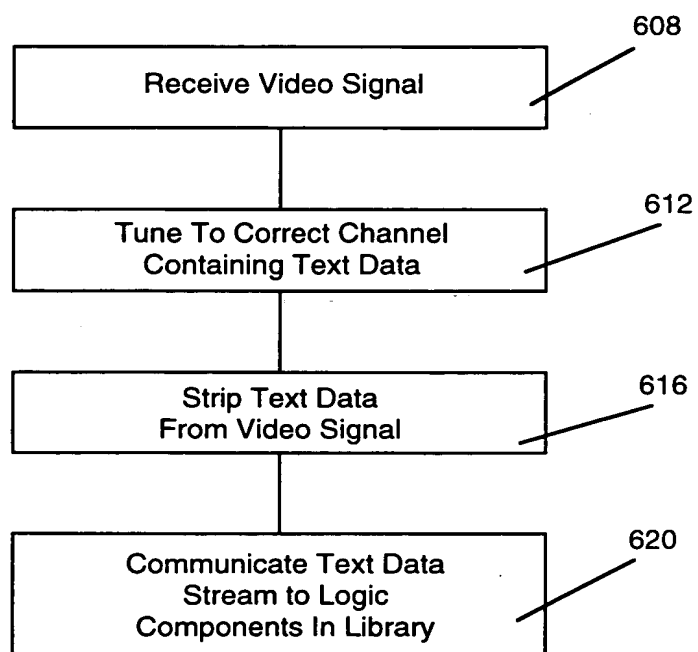 608
Receive Video Signal
612
Tune To Correct Channel
Containing Text Data
616
Strip Text Data
From Video Signal
620
Communicate Text Data
Stream to Logic
Components In Library